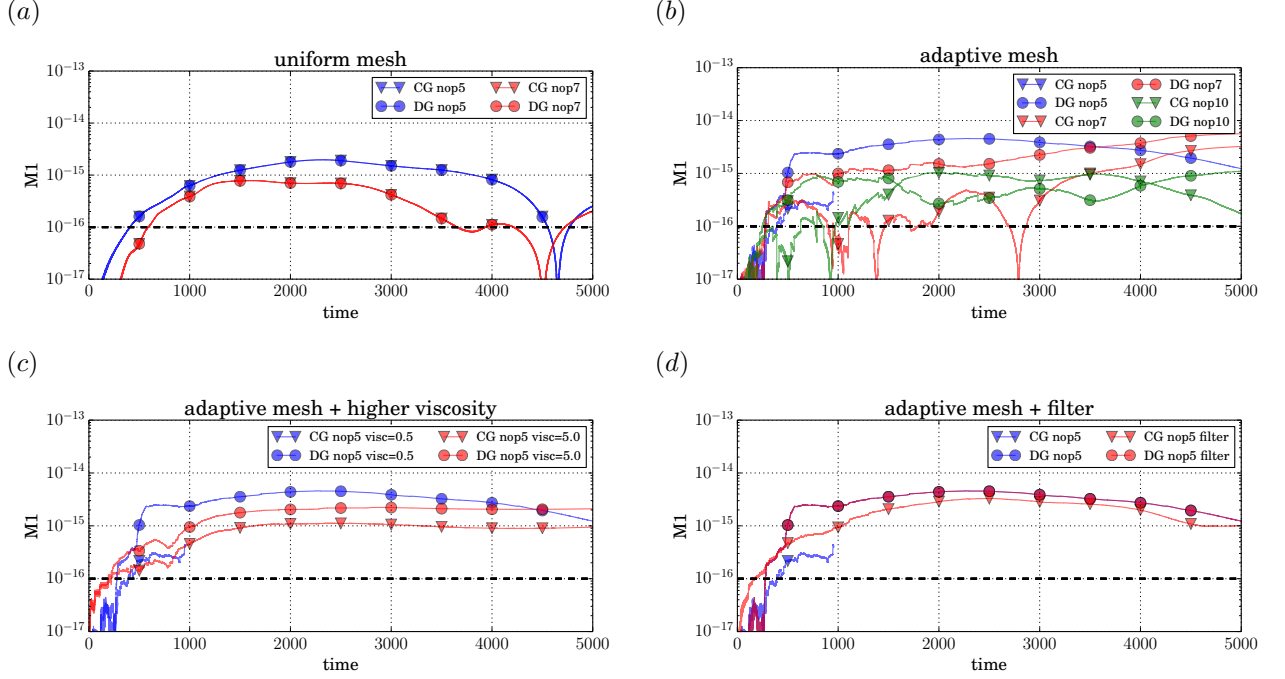 (a)
uniform mesh
CG nop5 CG nop7
DG nop5 DG nop7
10^{-13}
10^{-14}
10^{-15}
10^{-16}
10^{-17}
M1
0 1000 2000 3000 4000 5000
time
(b)
adaptive mesh
CG nop5 DG nop7
DG nop5 CG nop10
CG nop7 DG nop10
10^{-13}
10^{-14}
10^{-15}
10^{-16}
10^{-17}
M1
0 1000 2000 3000 4000 5000
time
(c)
adaptive mesh + higher viscosity
CG nop5 visc=0.5 CG nop5 visc=5.0
DG nop5 visc=0.5 DG nop5 visc=5.0
10^{-13}
10^{-14}
10^{-15}
10^{-16}
10^{-17}
M1
0 1000 2000 3000 4000 5000
time
(d)
adaptive mesh + filter
CG nop5 CG nop5 filter
DG nop5 DG nop5 filter
10^{-13}
10^{-14}
10^{-15}
10^{-16}
10^{-17}
M1
0 1000 2000 3000 4000 5000
time